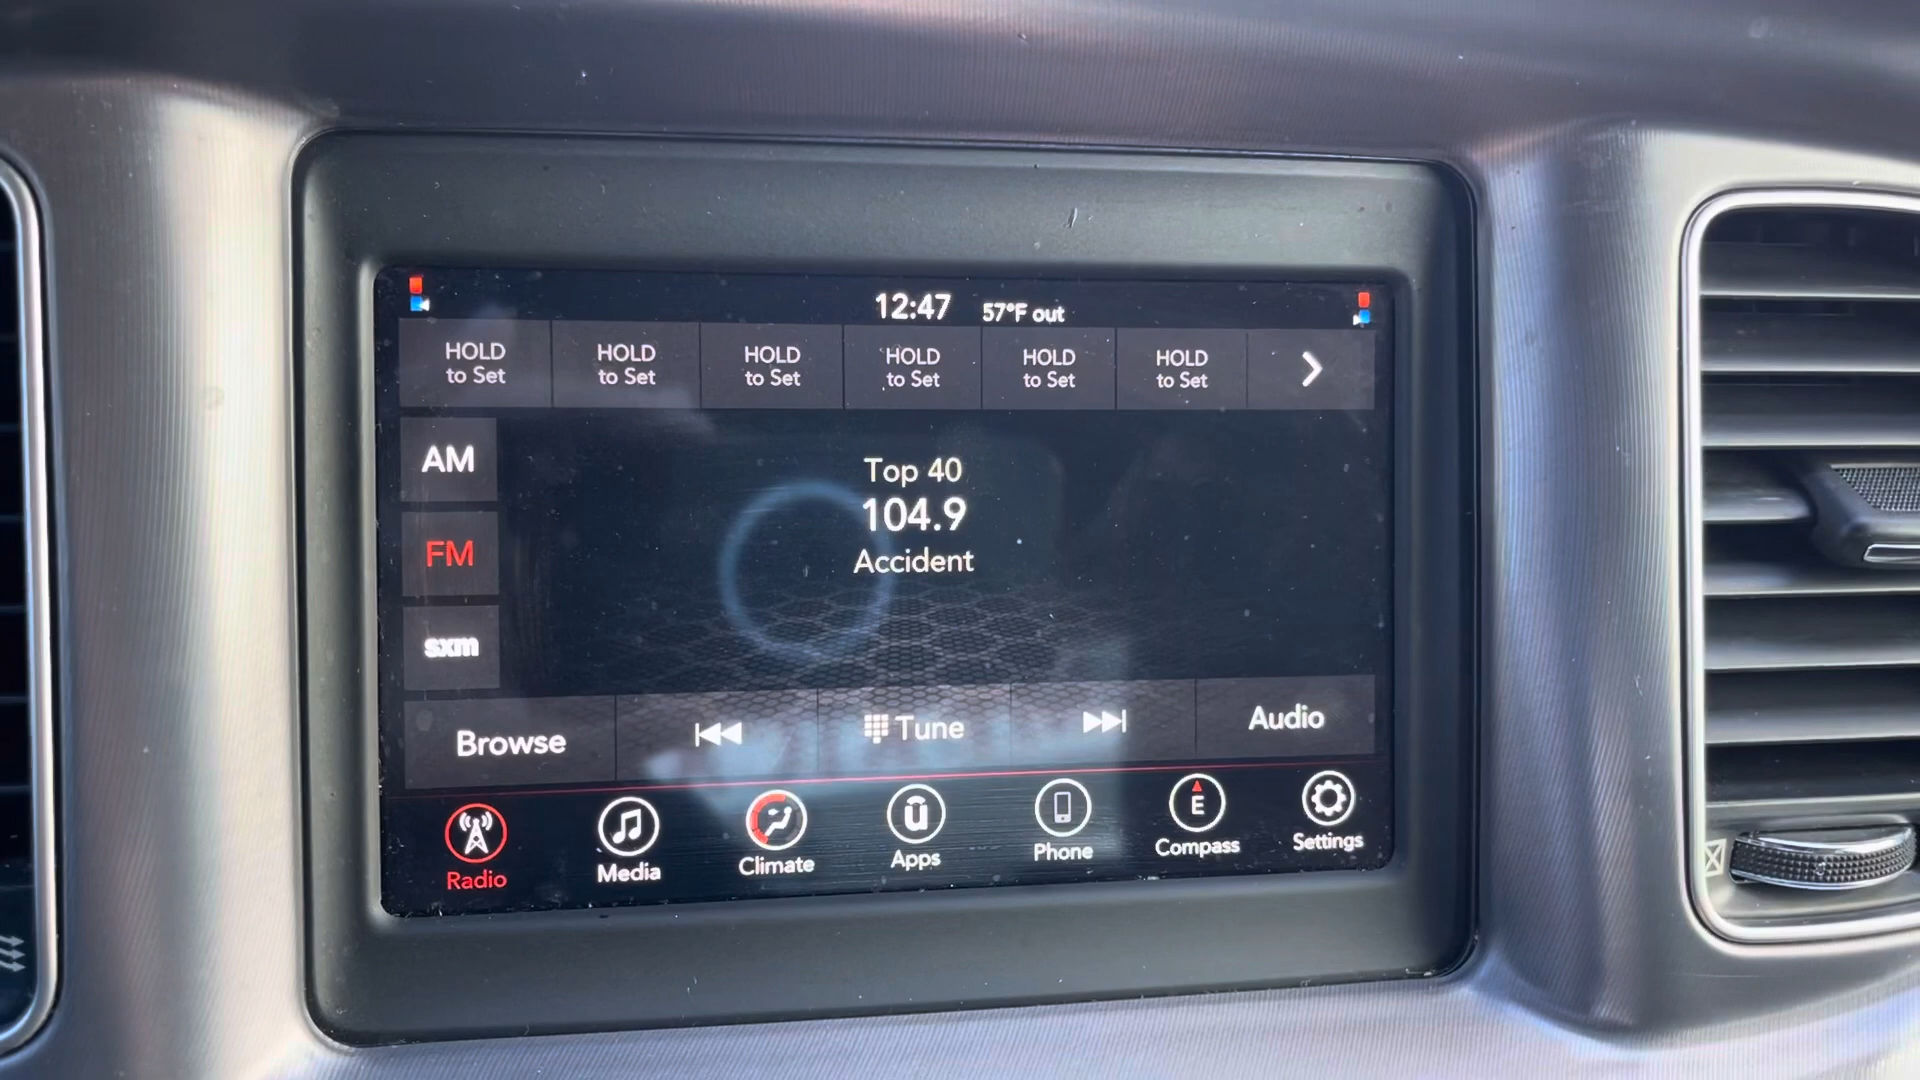 12:47 57°F out
HOLD to Set
HOLD to Set
HOLD to Set
HOLD to Set
HOLD to Set
HOLD to Set
AM
FM
sxm
Top 40
104.9
Accident
Browse
Tune
Audio
Radio
Media
Climate
Apps
Phone
E
Compass
Settings